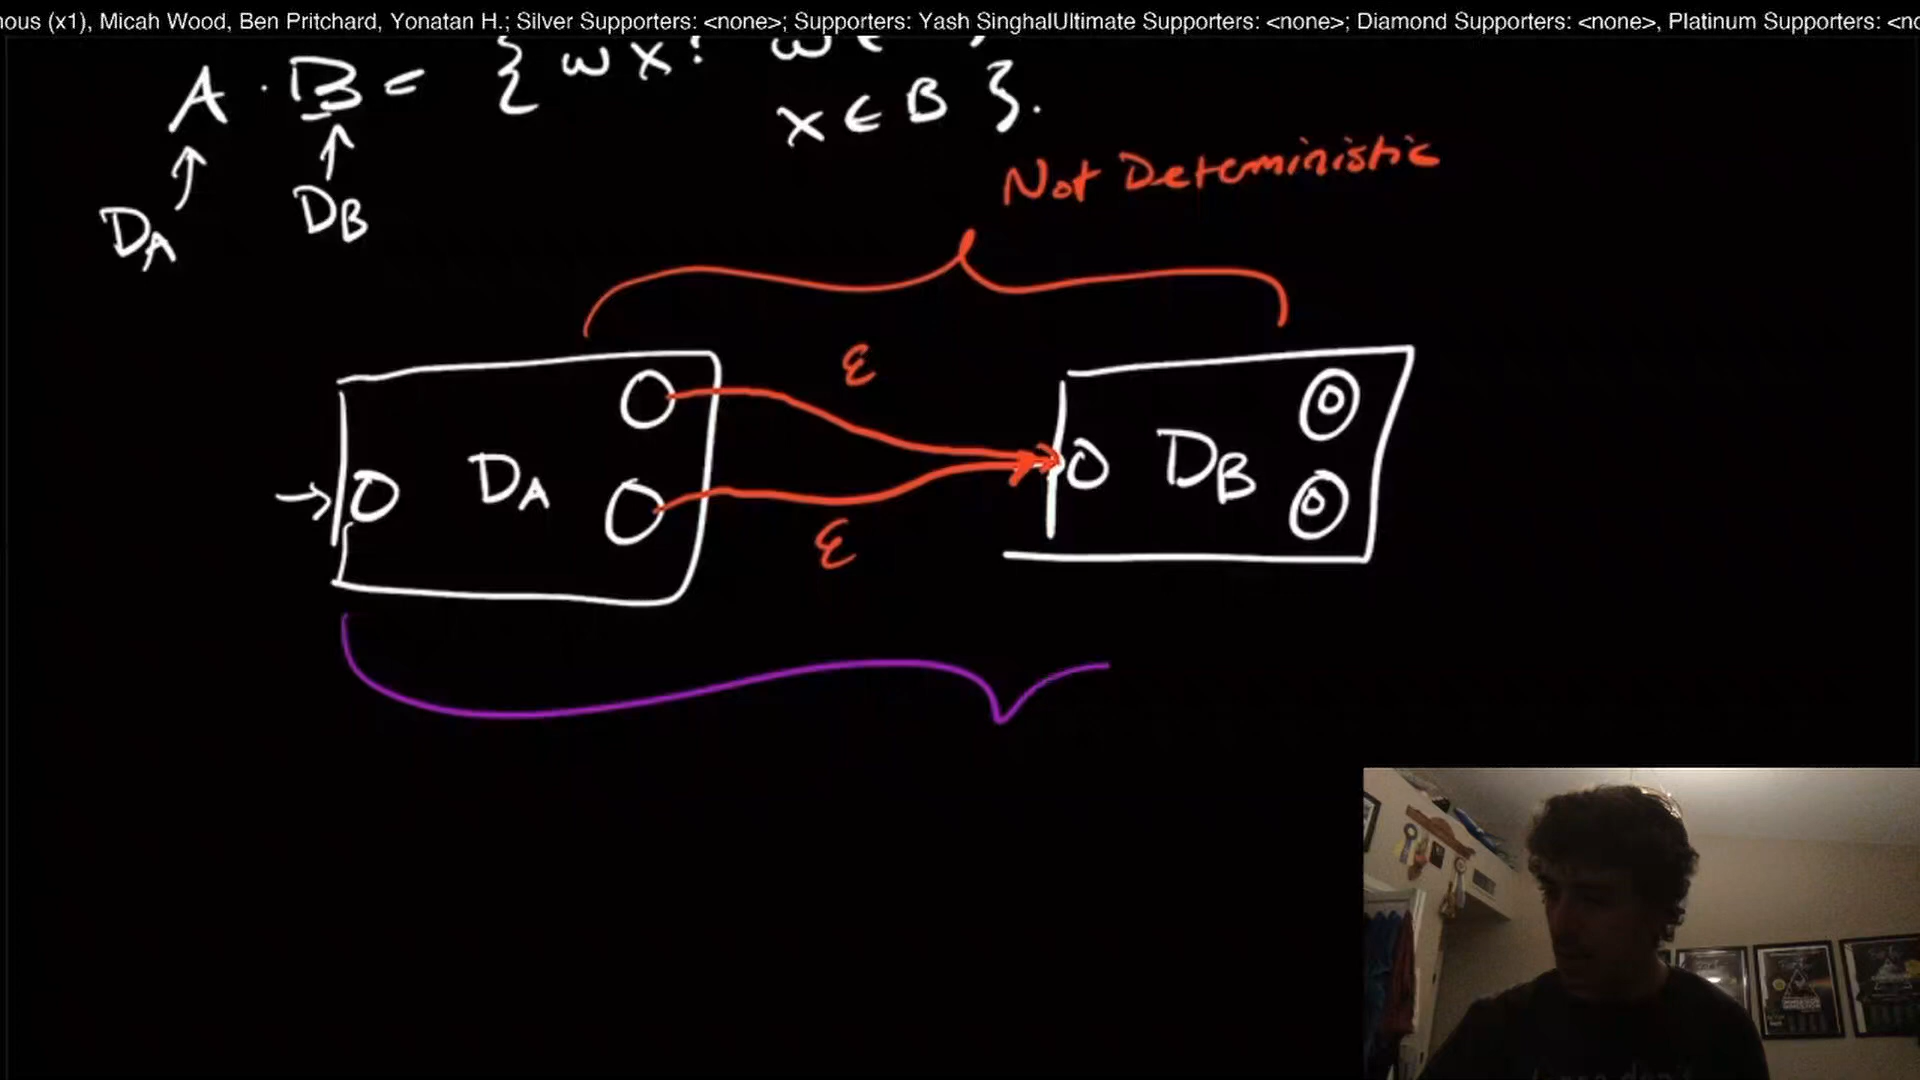 nous (x1), Micah Wood, Ben Pritchard, Yonatan H.; Silver Supporters: <none>; Supporters: Yash SinghalUltimate Supporters: <none>; Diamond Supporters: <none>, Platinum Supporters: <no
A · B = { wx: w ∈
x ∈ B }.
Not Deterministic
DA
DB
ε
DA
DB
ε